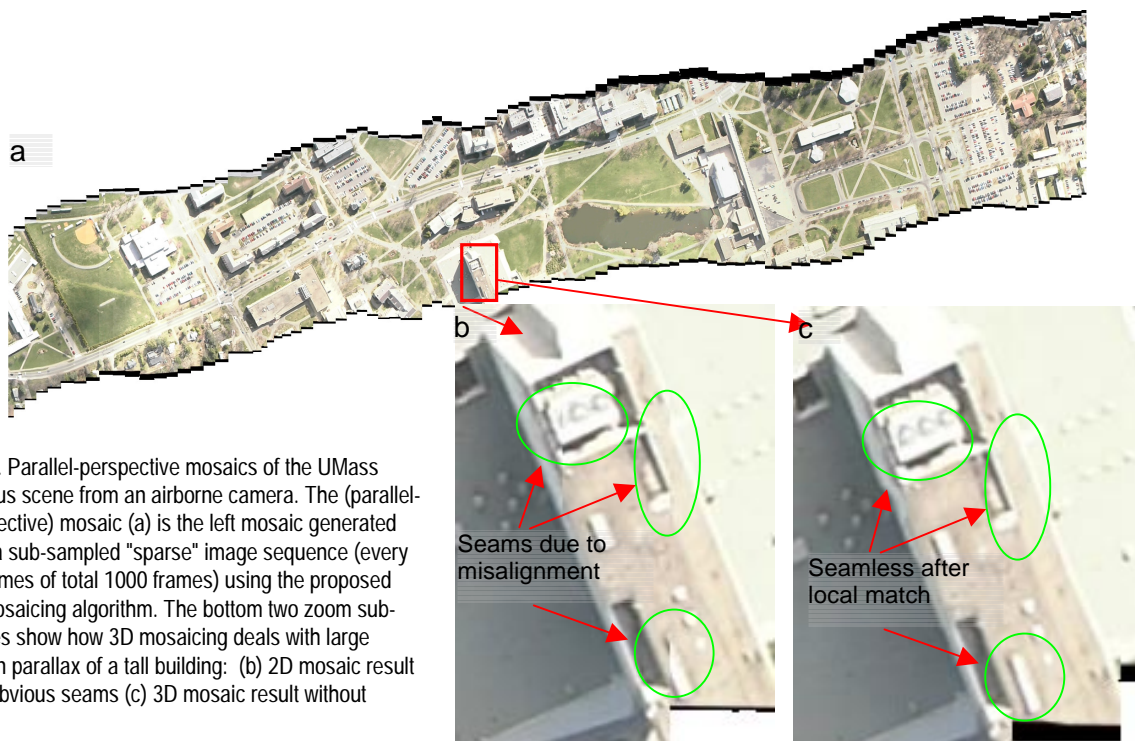 a
b
c
Seams due to
misalignment
Seamless after
local match
. Parallel-perspective mosaics of the UMass
us scene from an airborne camera. The (parallel-
ective) mosaic (a) is the left mosaic generated
a sub-sampled "sparse" image sequence (every
mes of total 1000 frames) using the proposed
osaicing algorithm. The bottom two zoom sub-
s show how 3D mosaicing deals with large
n parallax of a tall building: (b) 2D mosaic result
bvious seams (c) 3D mosaic result without